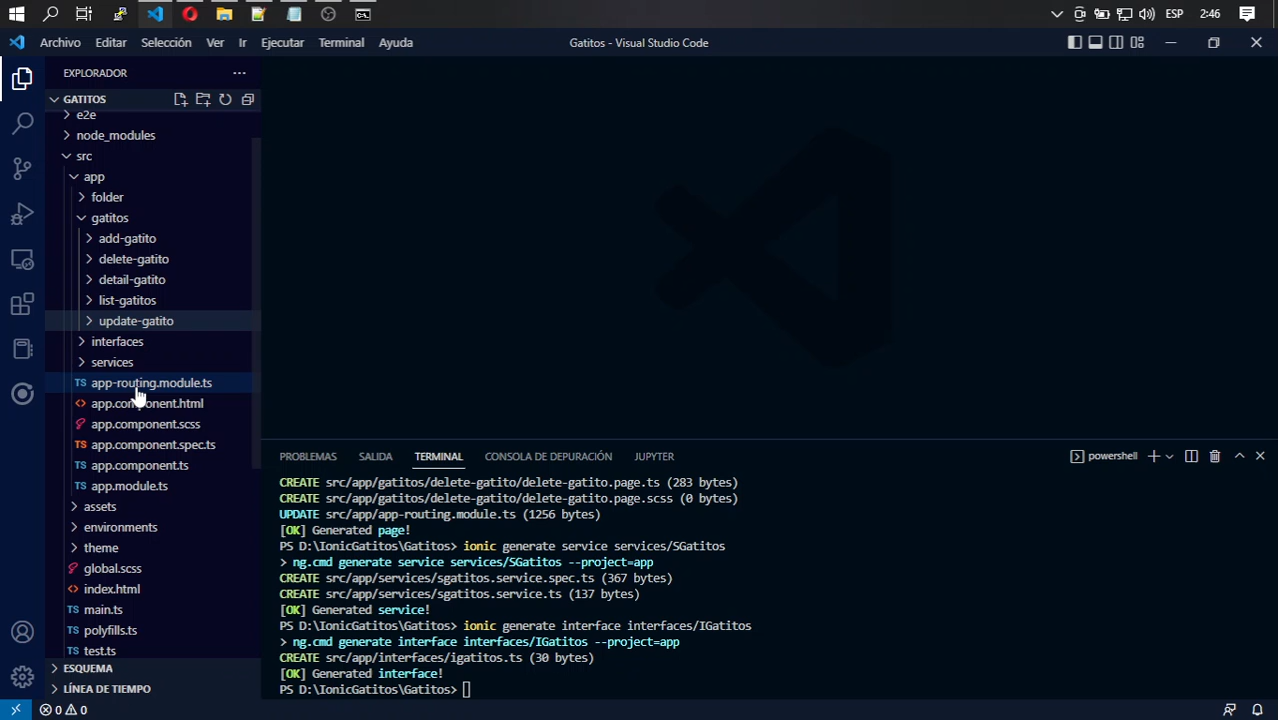 ESP 2:46
Archivo Editar Selección Ver Ir Ejecutar Terminal Ayuda Gatitos - Visual Studio Code
EXPLORADOR
GATITOS
e2e
node_modules
src
app
folder
gatitos
add-gatito
delete-gatito
detail-gatito
list-gatitos
update-gatito
interfaces
services
TS app-routing.module.ts
<> app.component.html
app.component.scss
TS app.component.spec.ts
TS app.component.ts
TS app.module.ts
assets
environments
theme
global.scss
<> index.html
TS main.ts
TS polyfills.ts
TS test.ts
ESQUEMA
LÍNEA DE TIEMPO
0 0
PROBLEMAS SALIDA TERMINAL CONSOLA DE DEPURACIÓN JUPYTER powershell
CREATE src/app/gatitos/delete-gatito/delete-gatito.page.ts (283 bytes)
CREATE src/app/gatitos/delete-gatito/delete-gatito.page.scss (0 bytes)
UPDATE src/app/app-routing.module.ts (1256 bytes)
[OK] Generated page!
PS D:\IonicGatitos\Gatitos> ionic generate service services/SGatitos
> ng.cmd generate service services/SGatitos --project=app
CREATE src/app/services/sgatitos.service.spec.ts (367 bytes)
CREATE src/app/services/sgatitos.service.ts (137 bytes)
[OK] Generated service!
PS D:\IonicGatitos\Gatitos> ionic generate interface interfaces/IGatitos
> ng.cmd generate interface interfaces/IGatitos --project=app
CREATE src/app/interfaces/igatitos.ts (30 bytes)
[OK] Generated interface!
PS D:\IonicGatitos\Gatitos>